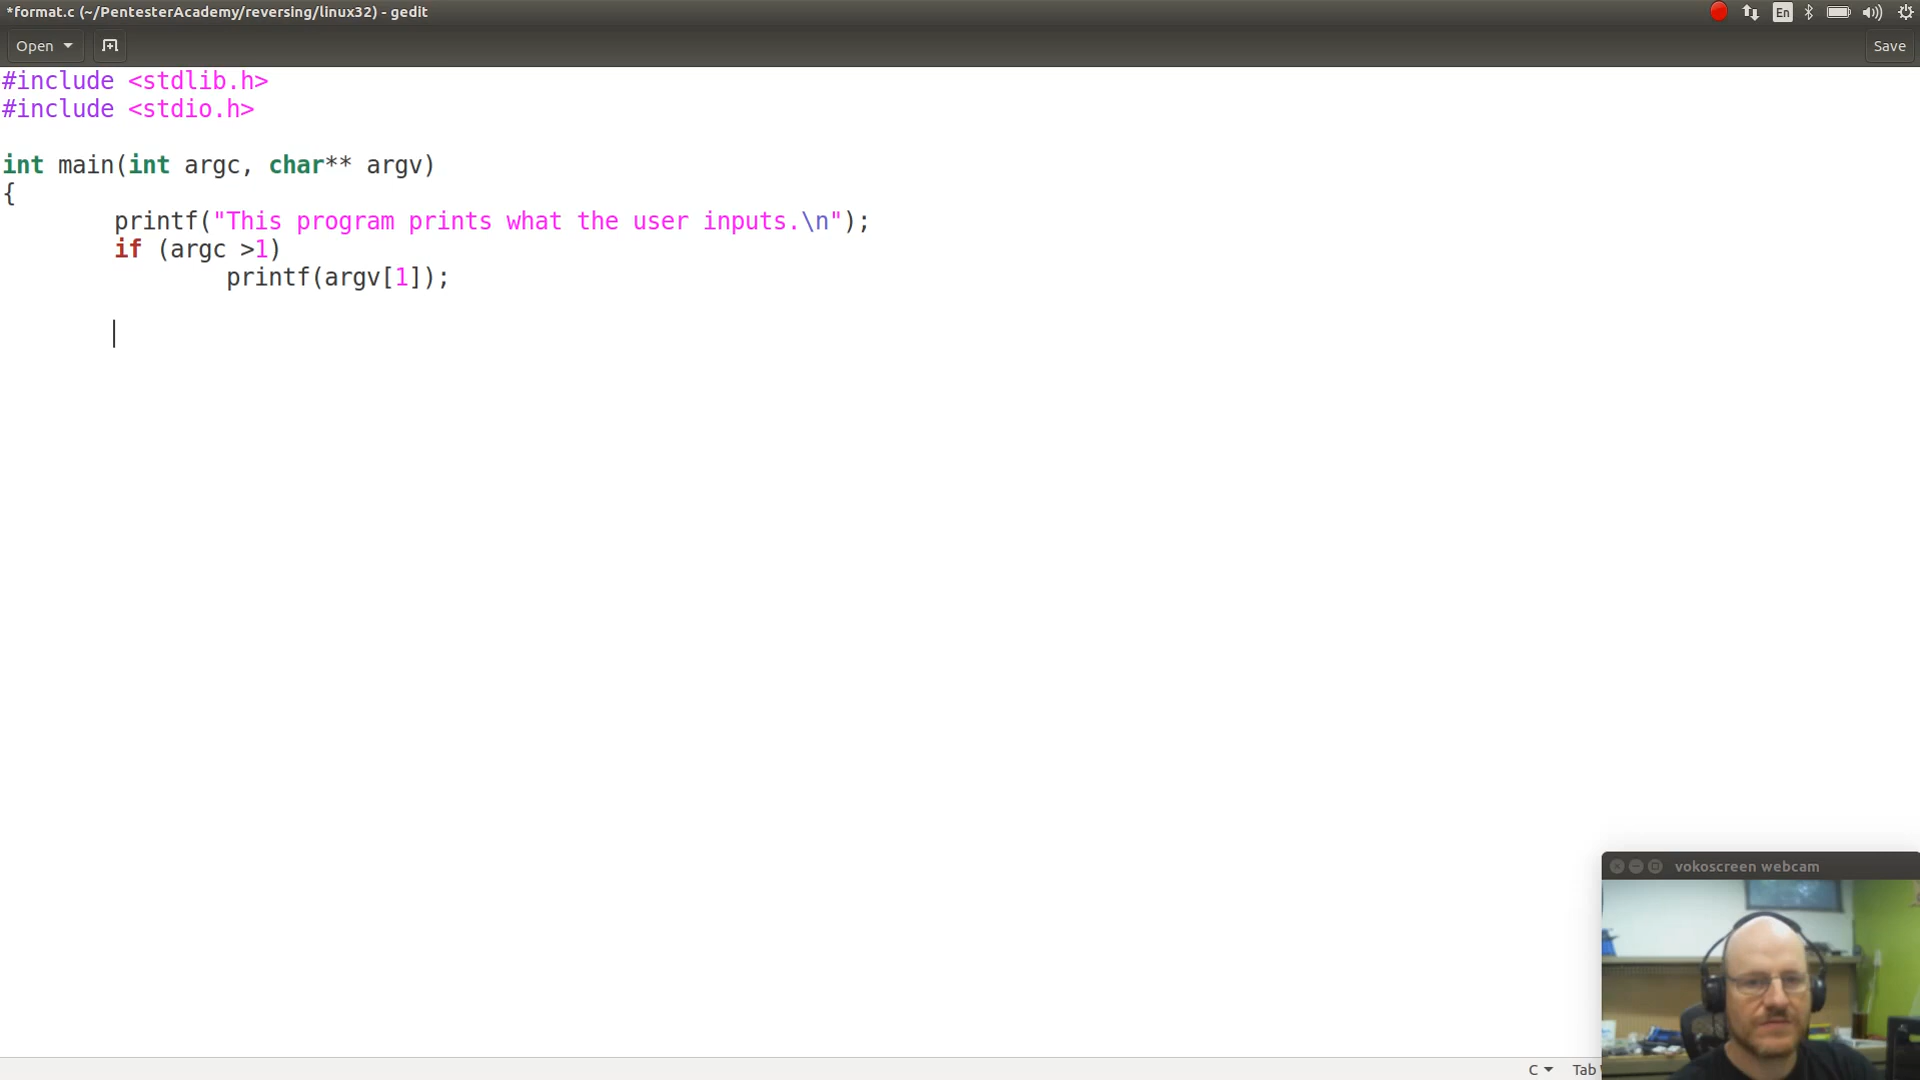 *format.c (~/PentesterAcademy/reversing/linux32) - gedit
En
Open
Save
#include <stdlib.h>
#include <stdio.h>
int main(int argc, char** argv)
{
printf("This program prints what the user inputs.\n");
if (argc >1)
printf(argv[1]);
vokoscreen webcam
C
Tab